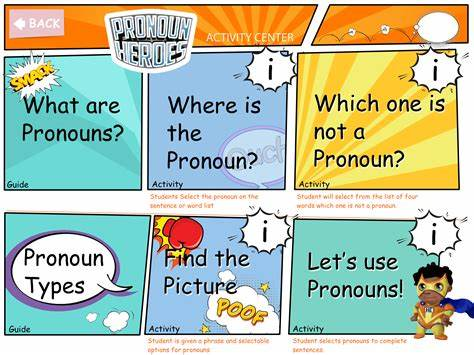 BACK
PRONOUN
HEROES
ACTIVITY CENTER
SMACK
What are
Pronouns?
Guide
i
Where is
the
Pronoun?
Ouch
Activity
Students Select the pronoun on the
sentence or word list
i
Which one is
not a
Pronoun?
Activity
Student will select from the list of four
words which one is not a pronoun.
Pronoun
Types
Guide
i
Find the
Picture
POOF
Activity
Student is given a phrase and selectable
options for pronouns
i
Let's use
Pronouns!
Activity
Student selects pronouns to complete
sentences.